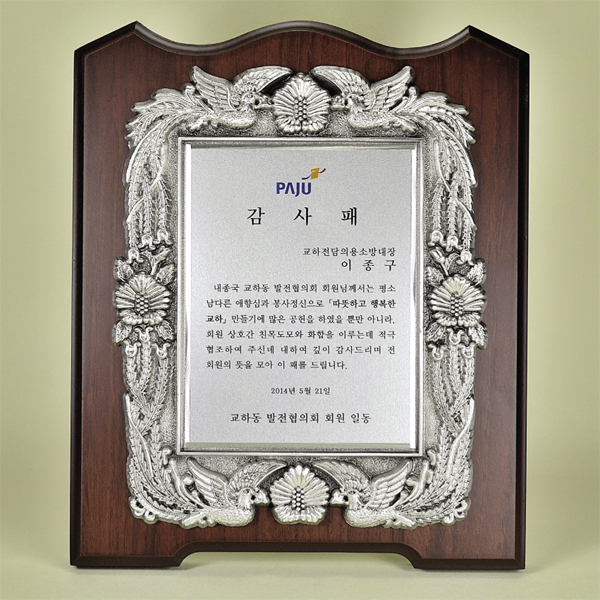 PAJU
감 사 패
교하전담의용소방대장
이 종 구
내종국 교하동 발전협의회 회원님께서는 평소
남다른 애향심과 봉사정신으로 「따뜻하고 행복한
교하」 만들기에 많은 공헌을 하였을 뿐만 아니라,
회원 상호간 친목도모와 화합을 이루는데 적극
협조하여 주신데 대하여 깊이 감사드리며 전
회원의 뜻을 모아 이 패를 드립니다.
2014년 5월 21일
교하동 발전협의회 회원 일동